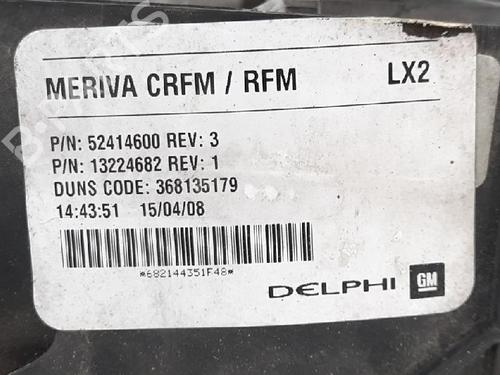 MERIVA CRFM / RFM LX2
P/N: 52414600 REV: 3
P/N: 13224682 REV: 1
DUNS CODE: 368135179
14:43:51 15/04/08
*682144351F48*
DELPHI GM